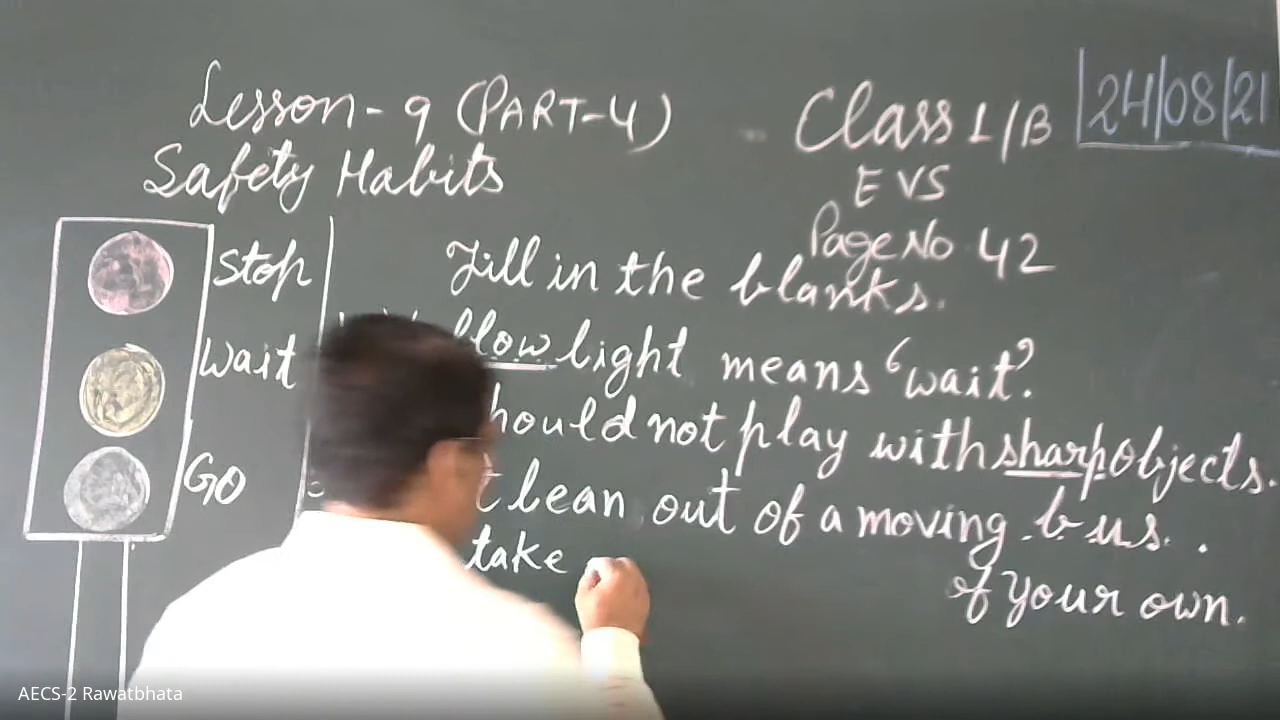 Lesson - 9 (PART-4)
Safety Habits
Class I/B
24/08/21
EVS
Page No. 42
Stop
Wait
Go
Fill in the blanks.
light means 'wait'.
not play with sharp objects.
lean out of a moving bus.
take
of your own.
AECS-2 Rawatbhata